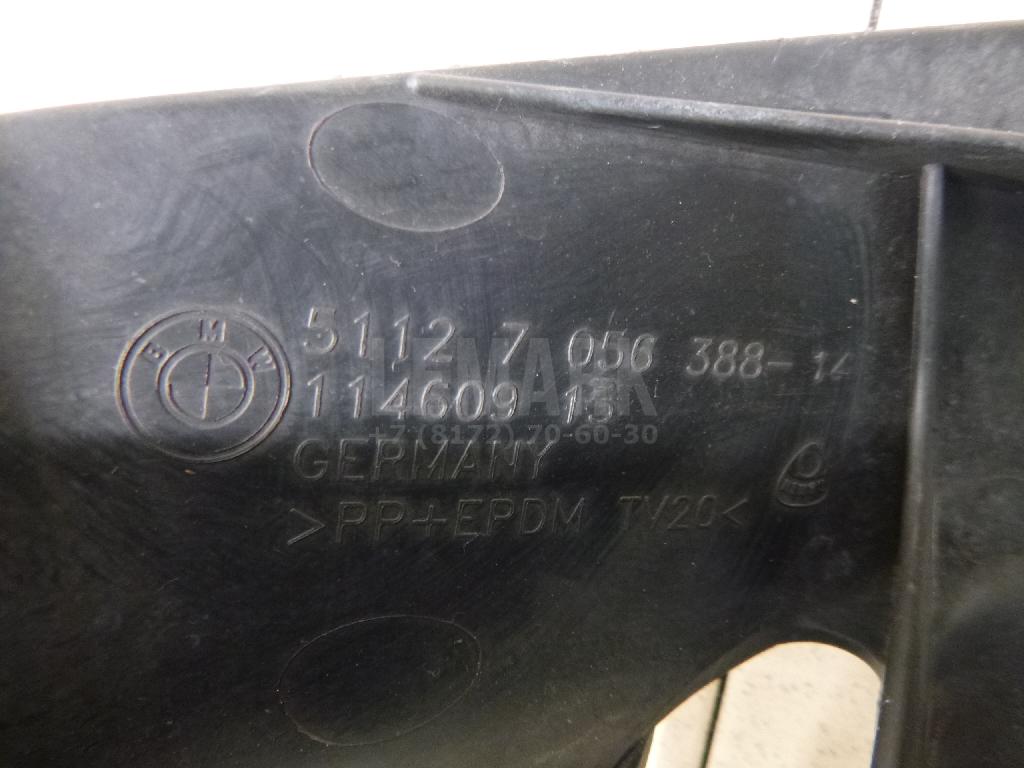 BMW
5112 7 056 388-14
114609 13
GERMANY
>PP+EPDM TV20<
LEMARK
+7 (8172) 70-60-30